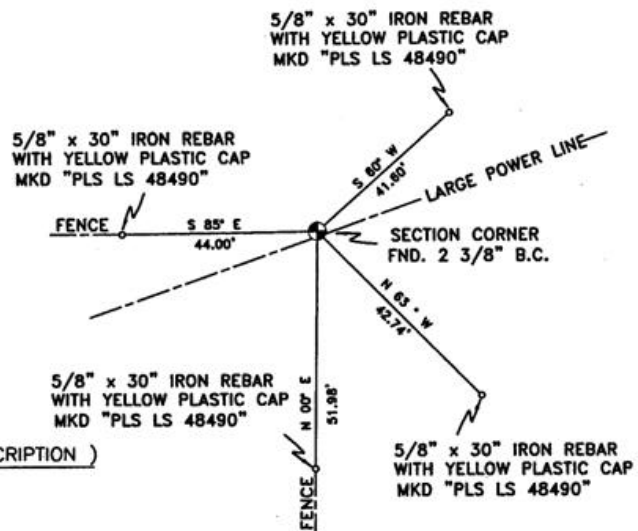 5/8" x 30" IRON REBAR
WITH YELLOW PLASTIC CAP
MKD "PLS LS 48490"
5/8" x 30" IRON REBAR
WITH YELLOW PLASTIC CAP
MKD "PLS LS 48490"
S 60° W
41.60'
LARGE POWER LINE
FENCE
S 85° E
44.00'
SECTION CORNER
FND. 2 3/8" B.C.
N 63 ° W
42.74'
5/8" x 30" IRON REBAR
WITH YELLOW PLASTIC CAP
MKD "PLS LS 48490"
N 00° E
51.98'
CRIPTION )
5/8" x 30" IRON REBAR
WITH YELLOW PLASTIC CAP
MKD "PLS LS 48490"
FENCE